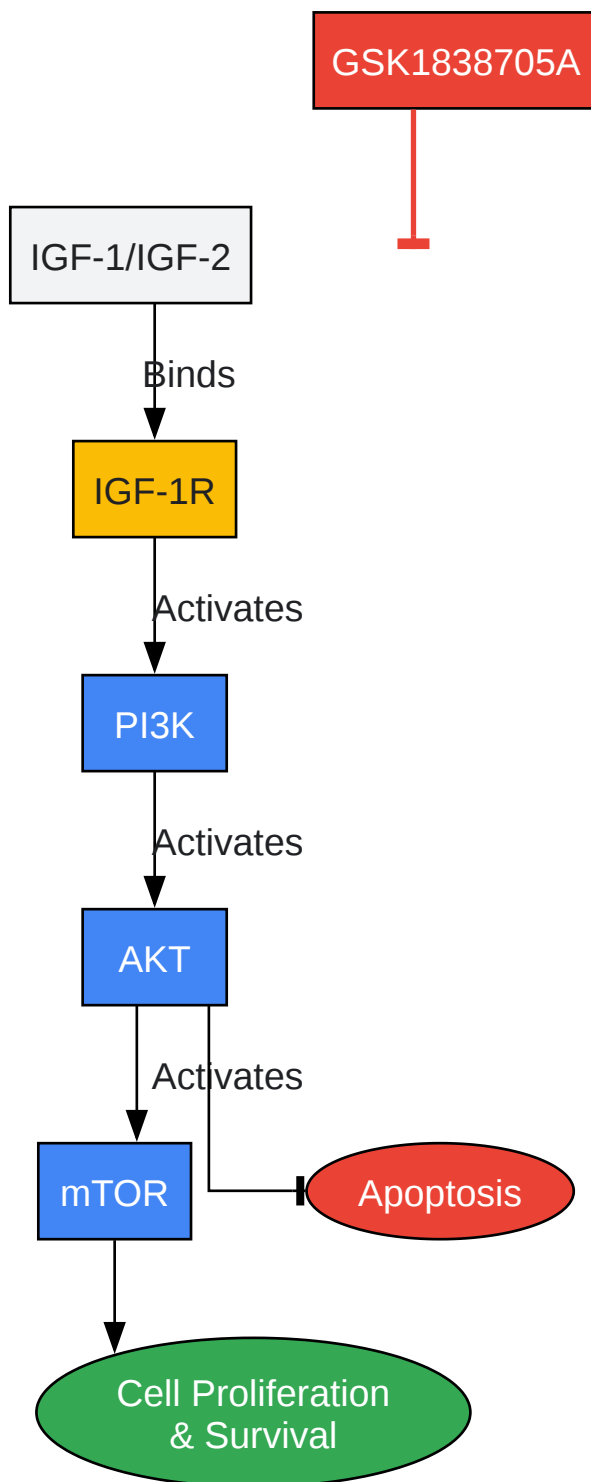 GSK1838705A
IGF-1/IGF-2
Binds
IGF-1R
Activates
PI3K
Activates
AKT
Activates
mTOR
Apoptosis
Cell Proliferation
& Survival